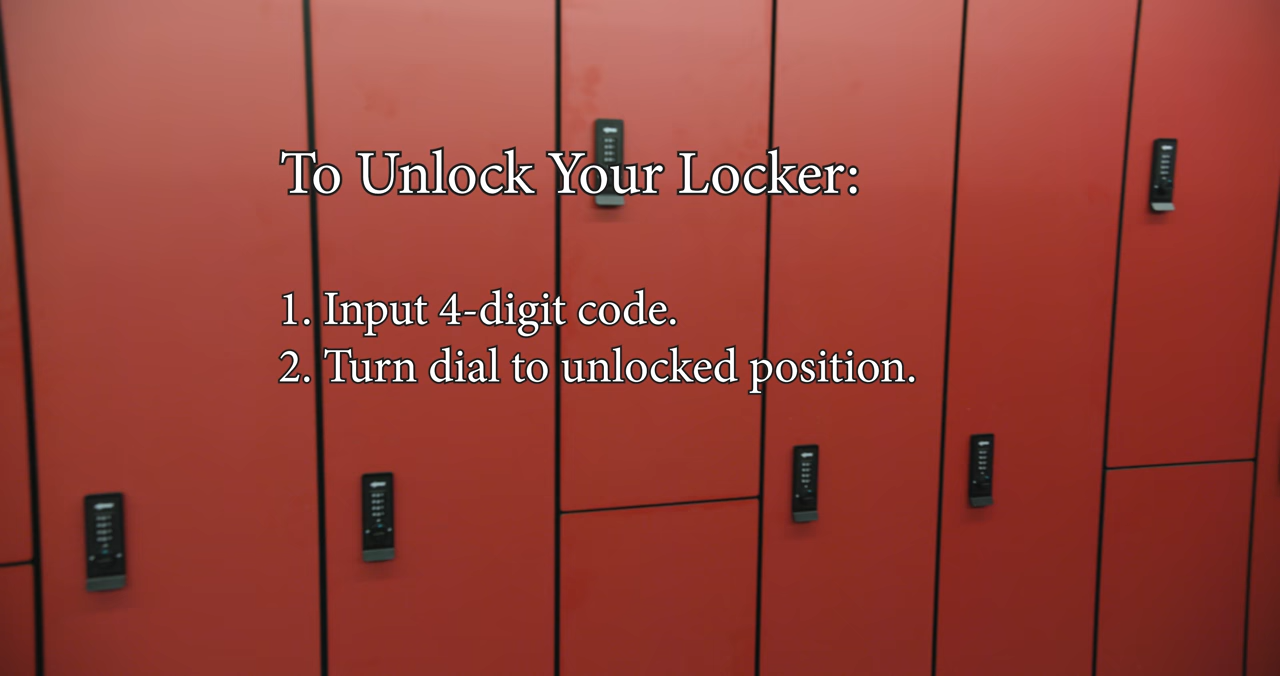 To Unlock Your Locker:
1. Input 4-digit code.
2. Turn dial to unlocked position.